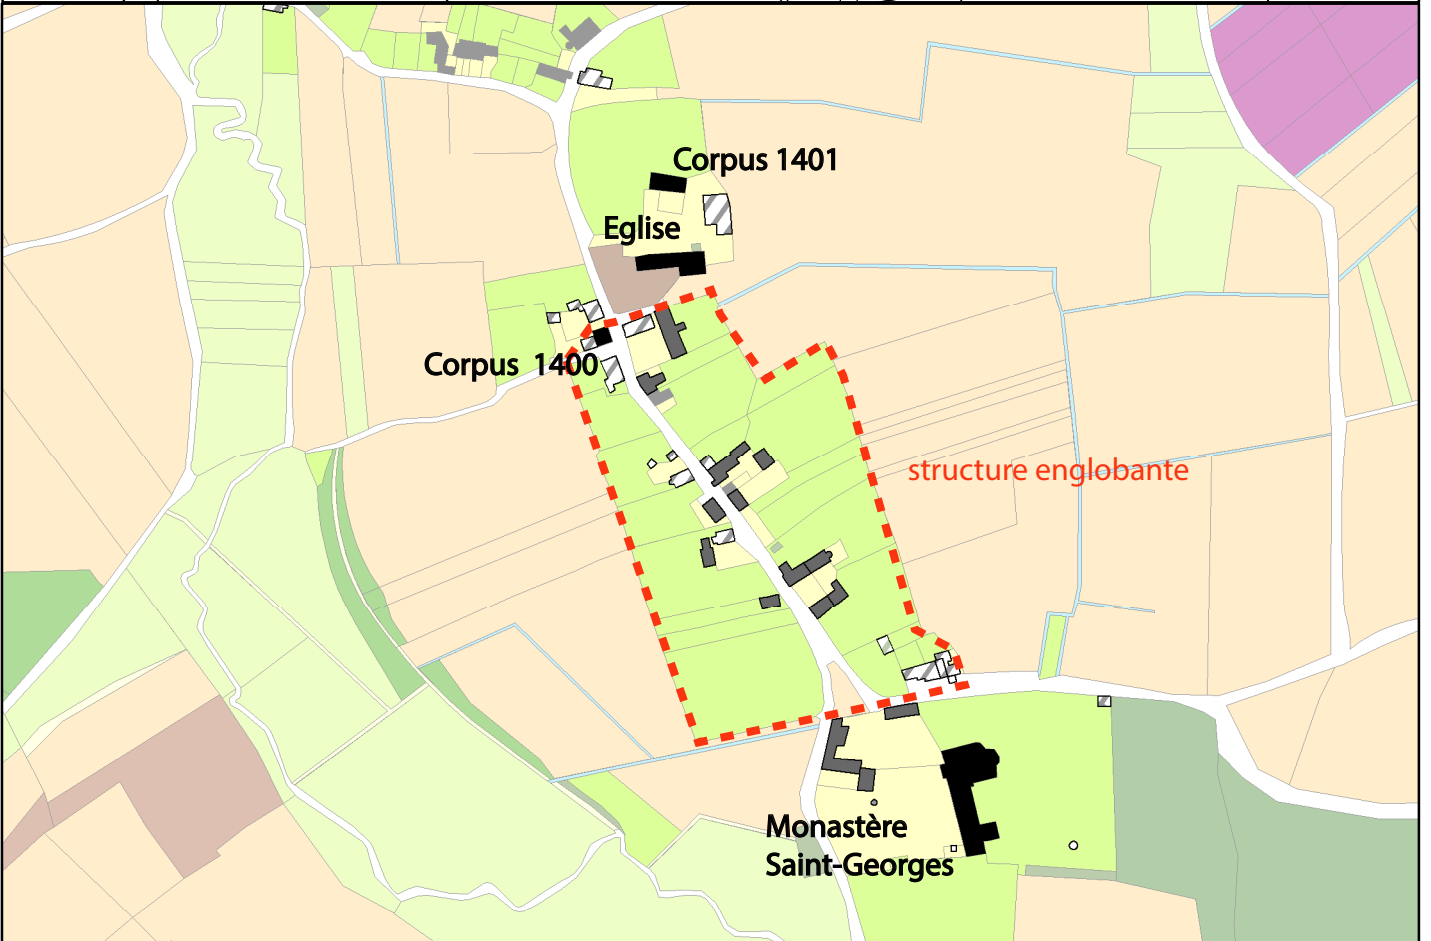 Corpus 1401
Eglise
Corpus 1400
structure englobante
Monastère
Saint-Georges